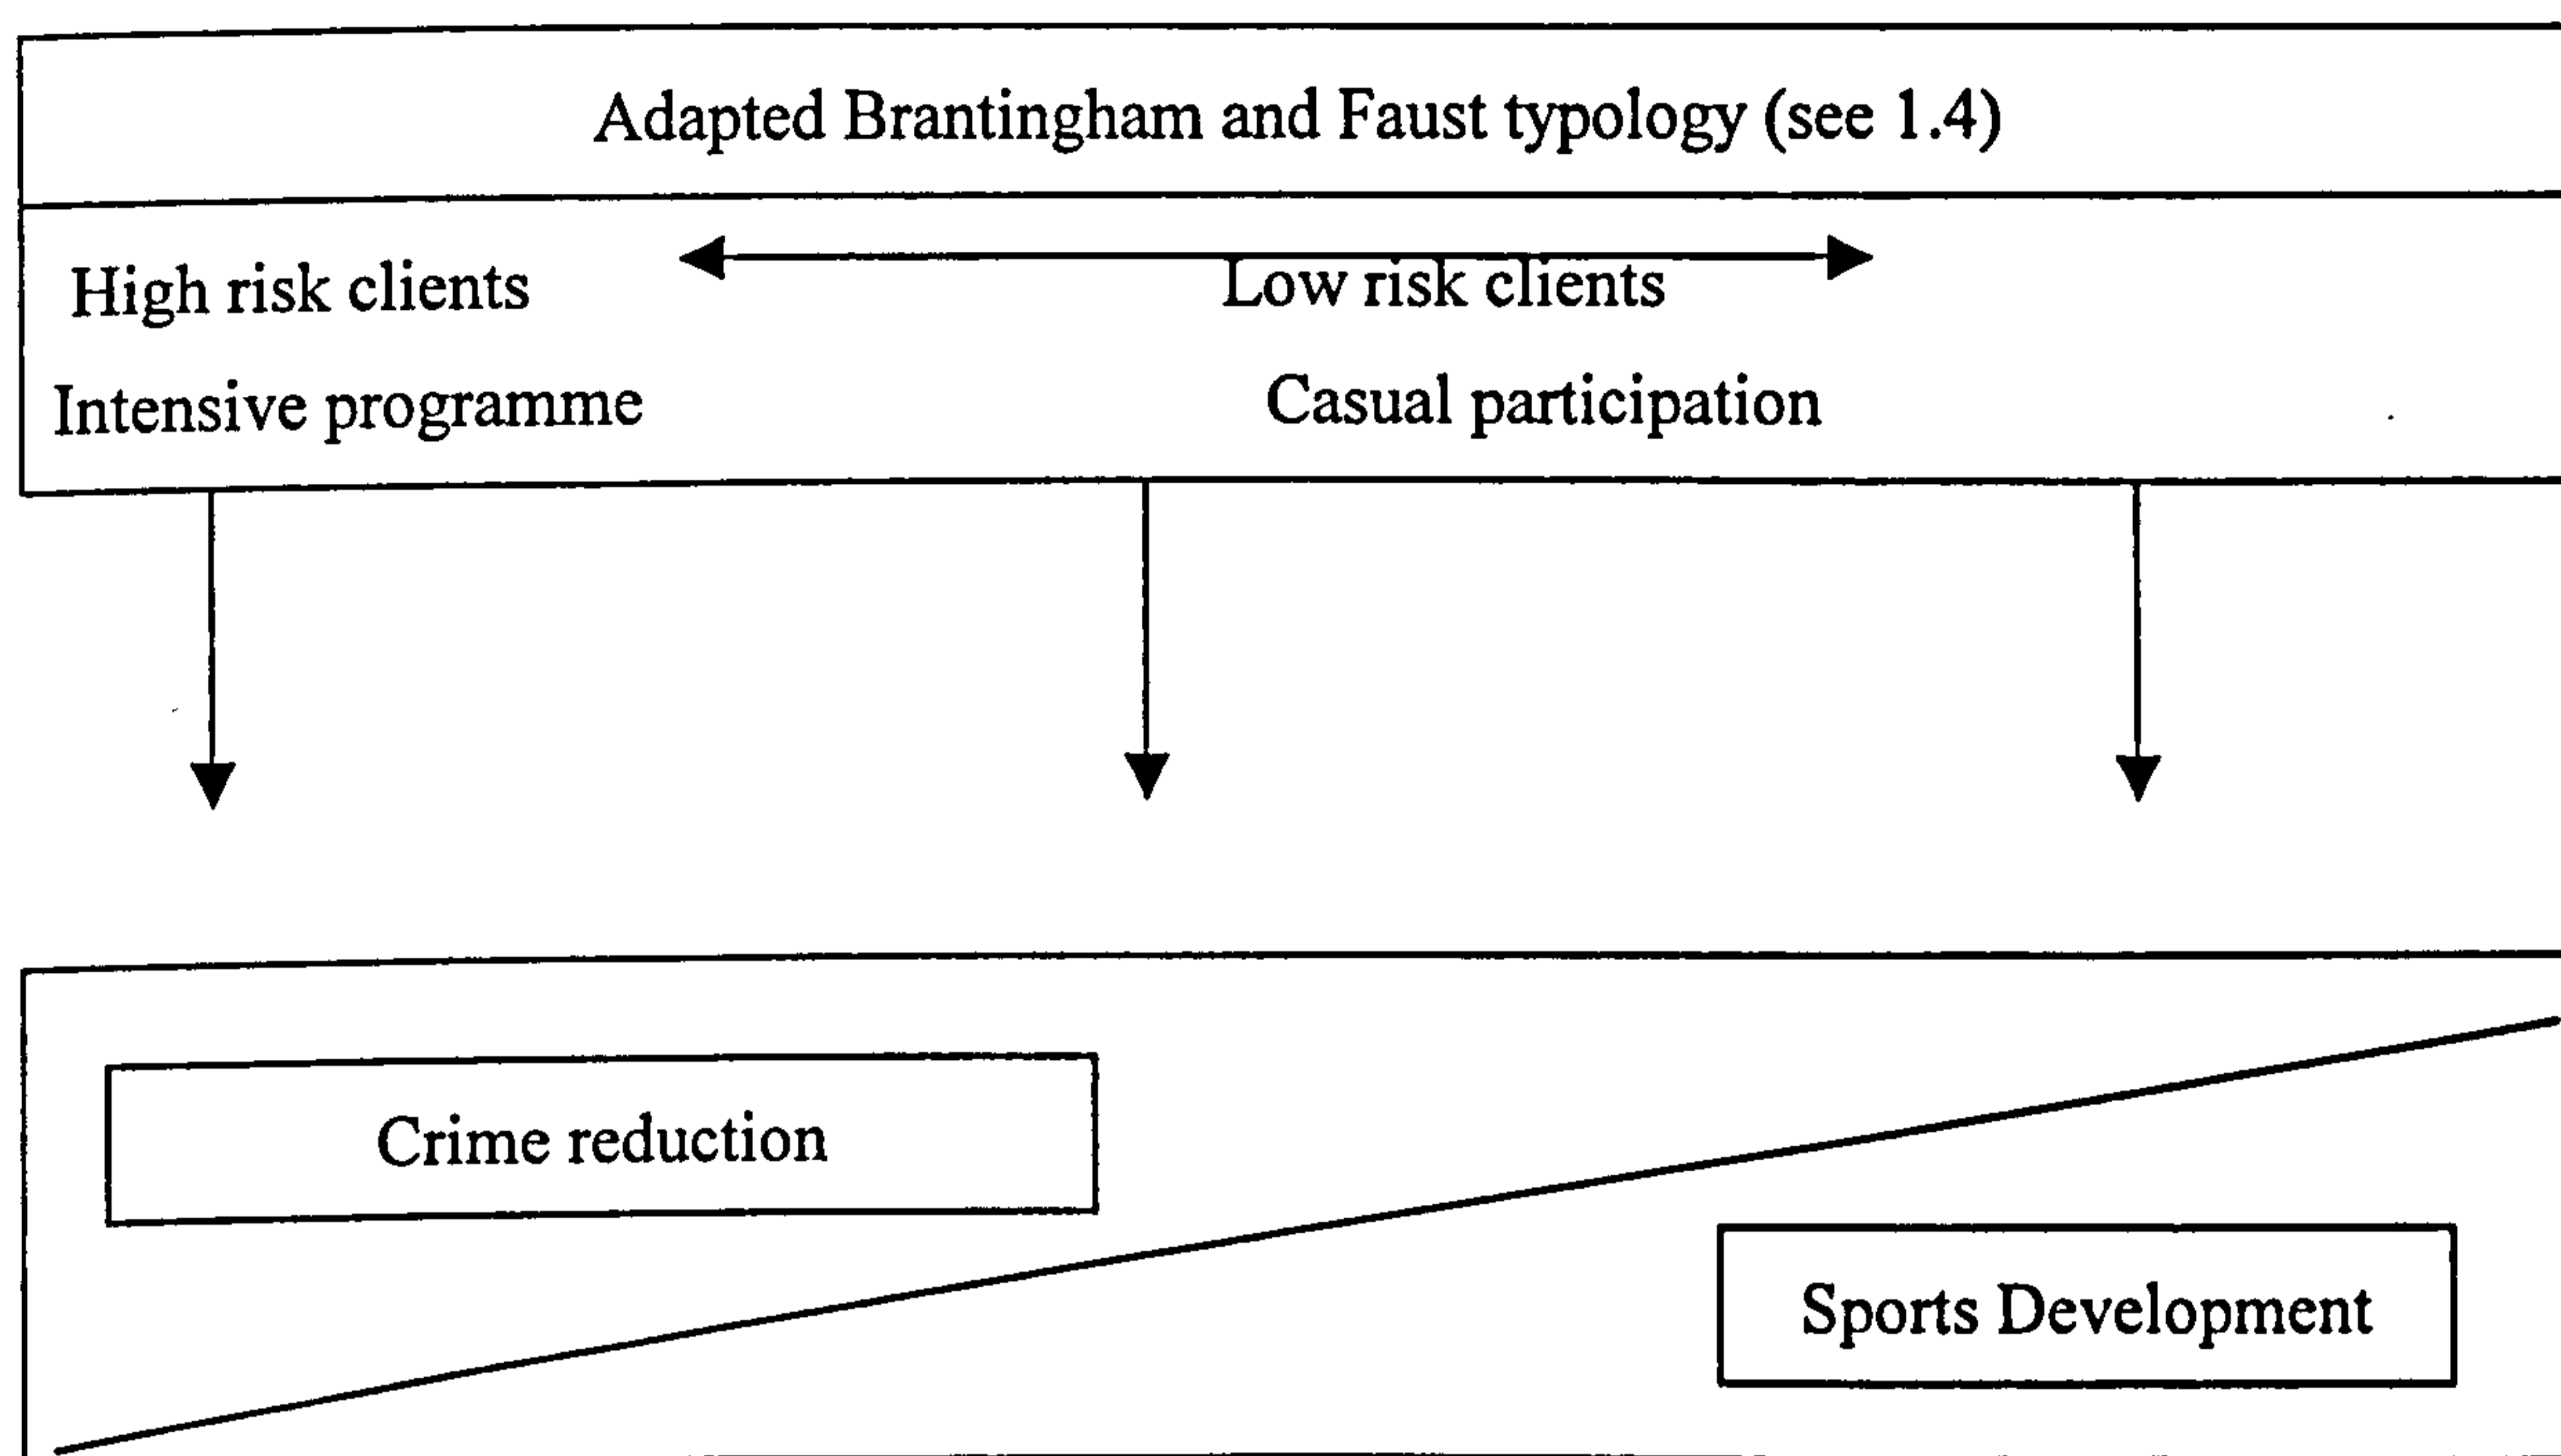 Adapted Brantingham and Faust typology (see 1.4)
High risk clients Low risk clients
Intensive programme Casual participation
Crime reduction
Sports Development